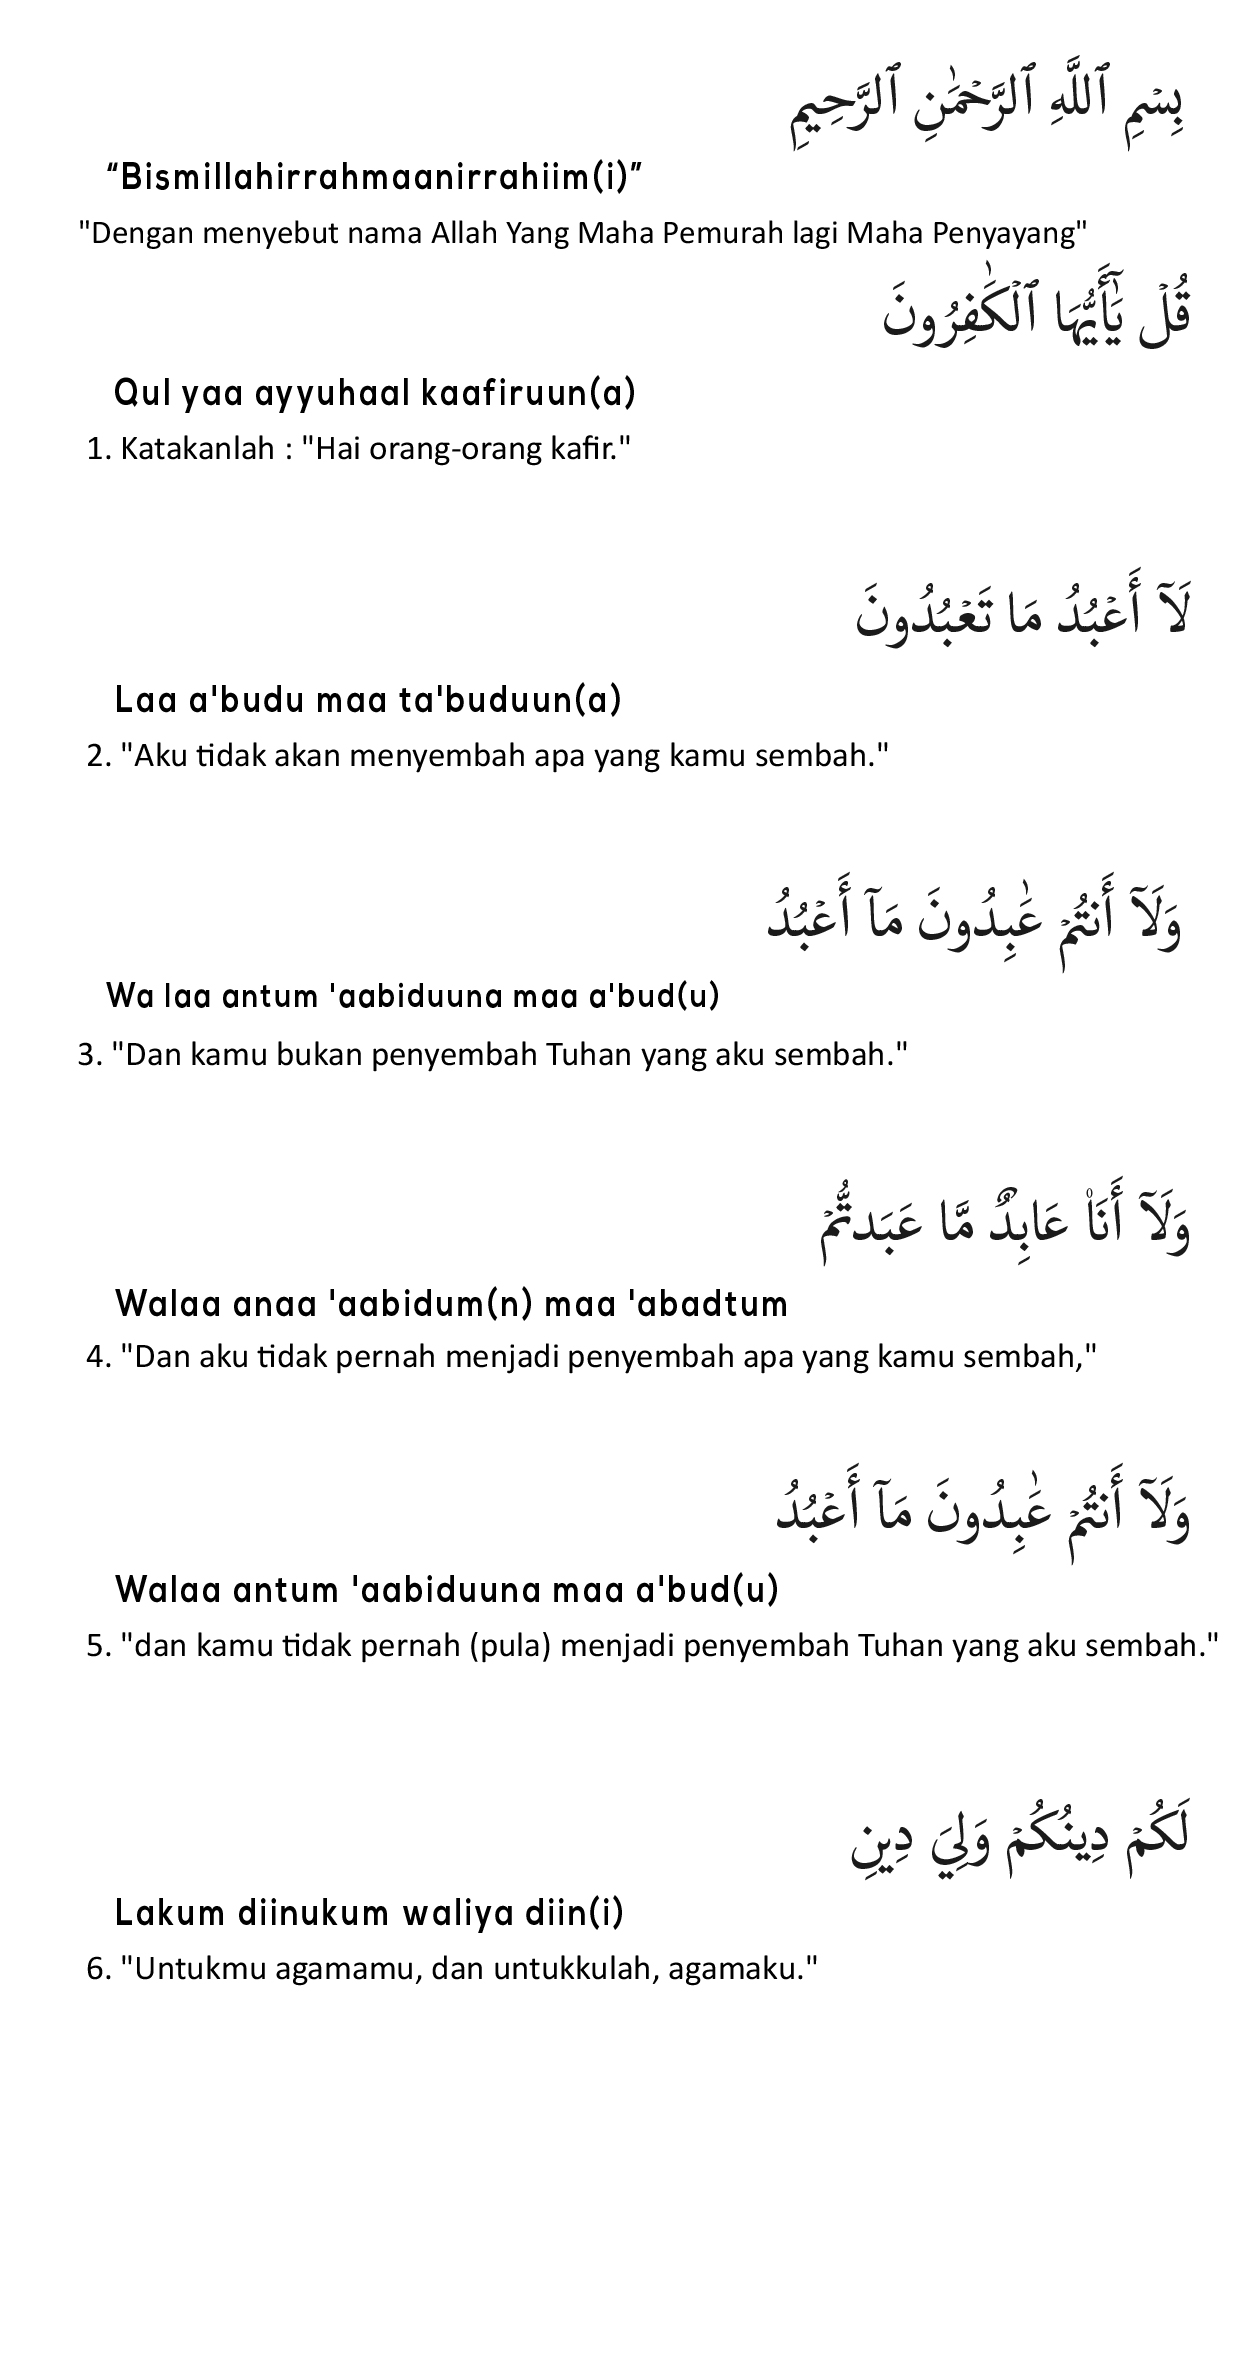 بِسْمِ ٱللَّهِ ٱلرَّحْمَٰنِ ٱلرَّحِيمِ
“Bismillahirrahmaanirrahiim(i)”
"Dengan menyebut nama Allah Yang Maha Pemurah lagi Maha Penyayang"
قُلْ يَٰٓأَيُّهَا ٱلْكَٰفِرُونَ
Qul yaa ayyuhaal kaafiruun(a)
1. Katakanlah : "Hai orang-orang kafir."
لَآ أَعْبُدُ مَا تَعْبُدُونَ
Laa a'budu maa ta'buduun(a)
2. "Aku tidak akan menyembah apa yang kamu sembah."
وَلَآ أَنتُمْ عَٰبِدُونَ مَآ أَعْبُدُ
Wa laa antum 'aabiduuna maa a'bud(u)
3. "Dan kamu bukan penyembah Tuhan yang aku sembah."
وَلَآ أَنَا۠ عَابِدٌ مَّا عَبَدتُّمْ
Walaa anaa 'aabidum(n) maa 'abadtum
4. "Dan aku tidak pernah menjadi penyembah apa yang kamu sembah,"
وَلَآ أَنتُمْ عَٰبِدُونَ مَآ أَعْبُدُ
Walaa antum 'aabiduuna maa a'bud(u)
5. "dan kamu tidak pernah (pula) menjadi penyembah Tuhan yang aku sembah."
لَكُمْ دِينُكُمْ وَلِيَ دِينِ
Lakum diinukum waliya diin(i)
6. "Untukmu agamamu, dan untukkulah, agamaku."